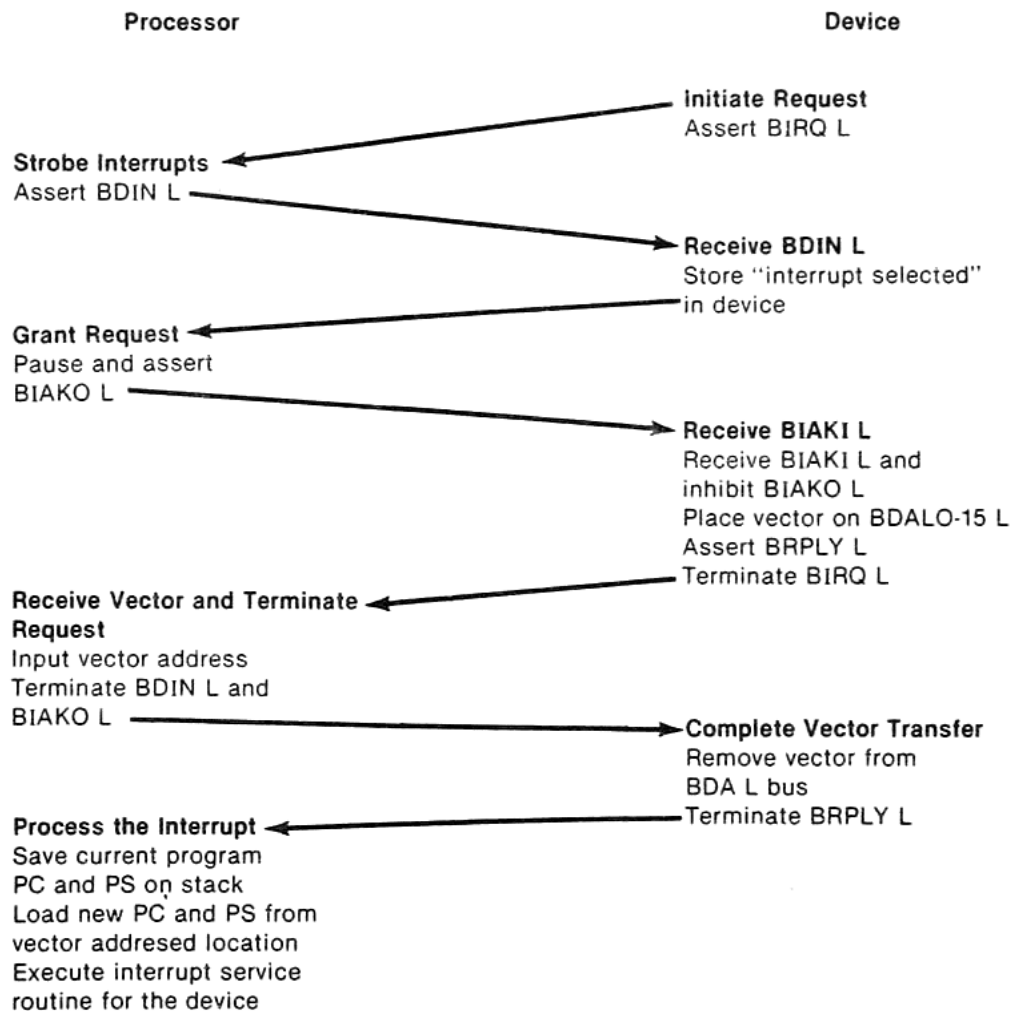 Processor
Device
Initiate Request
Assert BIRQ L
Strobe Interrupts
Assert BDIN L
Receive BDIN L
Store "interrupt selected"
in device
Grant Request
Pause and assert
BIAKO L
Receive BIAKI L
Receive BIAKI L and
inhibit BIAKO L
Place vector on BDALO-15 L
Assert BRPLY L
Terminate BIRQ L
Receive Vector and Terminate
Request
Input vector address
Terminate BDIN L and
BIAKO L
Complete Vector Transfer
Remove vector from
BDA L bus
Terminate BRPLY L
Process the Interrupt
Save current program
PC and PS on stack
Load new PC and PS from
vector addresed location
Execute interrupt service
routine for the device